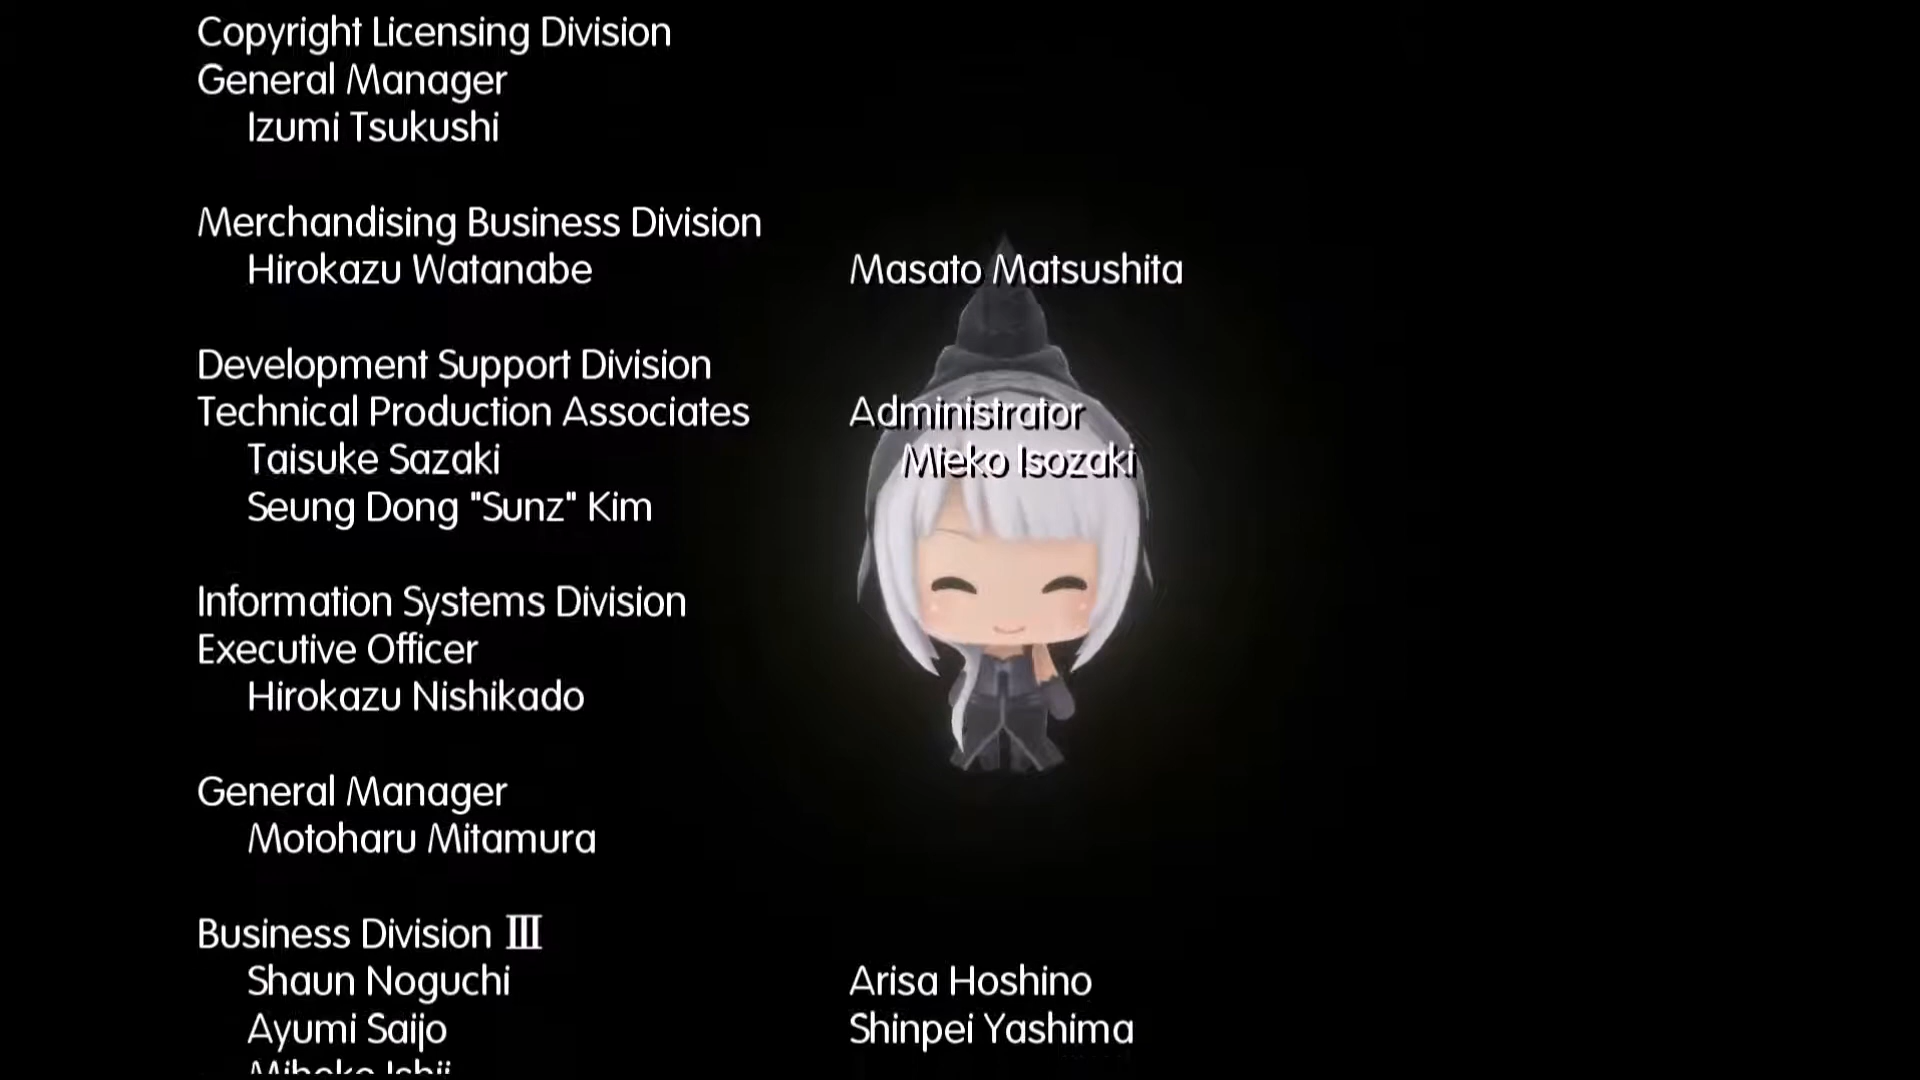 Copyright Licensing Division
General Manager
Izumi Tsukushi
Merchandising Business Division
Hirokazu Watanabe
Masato Matsushita
Development Support Division
Technical Production Associates
Administrator
Taisuke Sazaki
Mieko Isozaki
Seung Dong "Sunz" Kim
Information Systems Division
Executive Officer
Hirokazu Nishikado
General Manager
Motoharu Mitamura
Business Division III
Shaun Noguchi
Arisa Hoshino
Ayumi Saijo
Shinpei Yashima